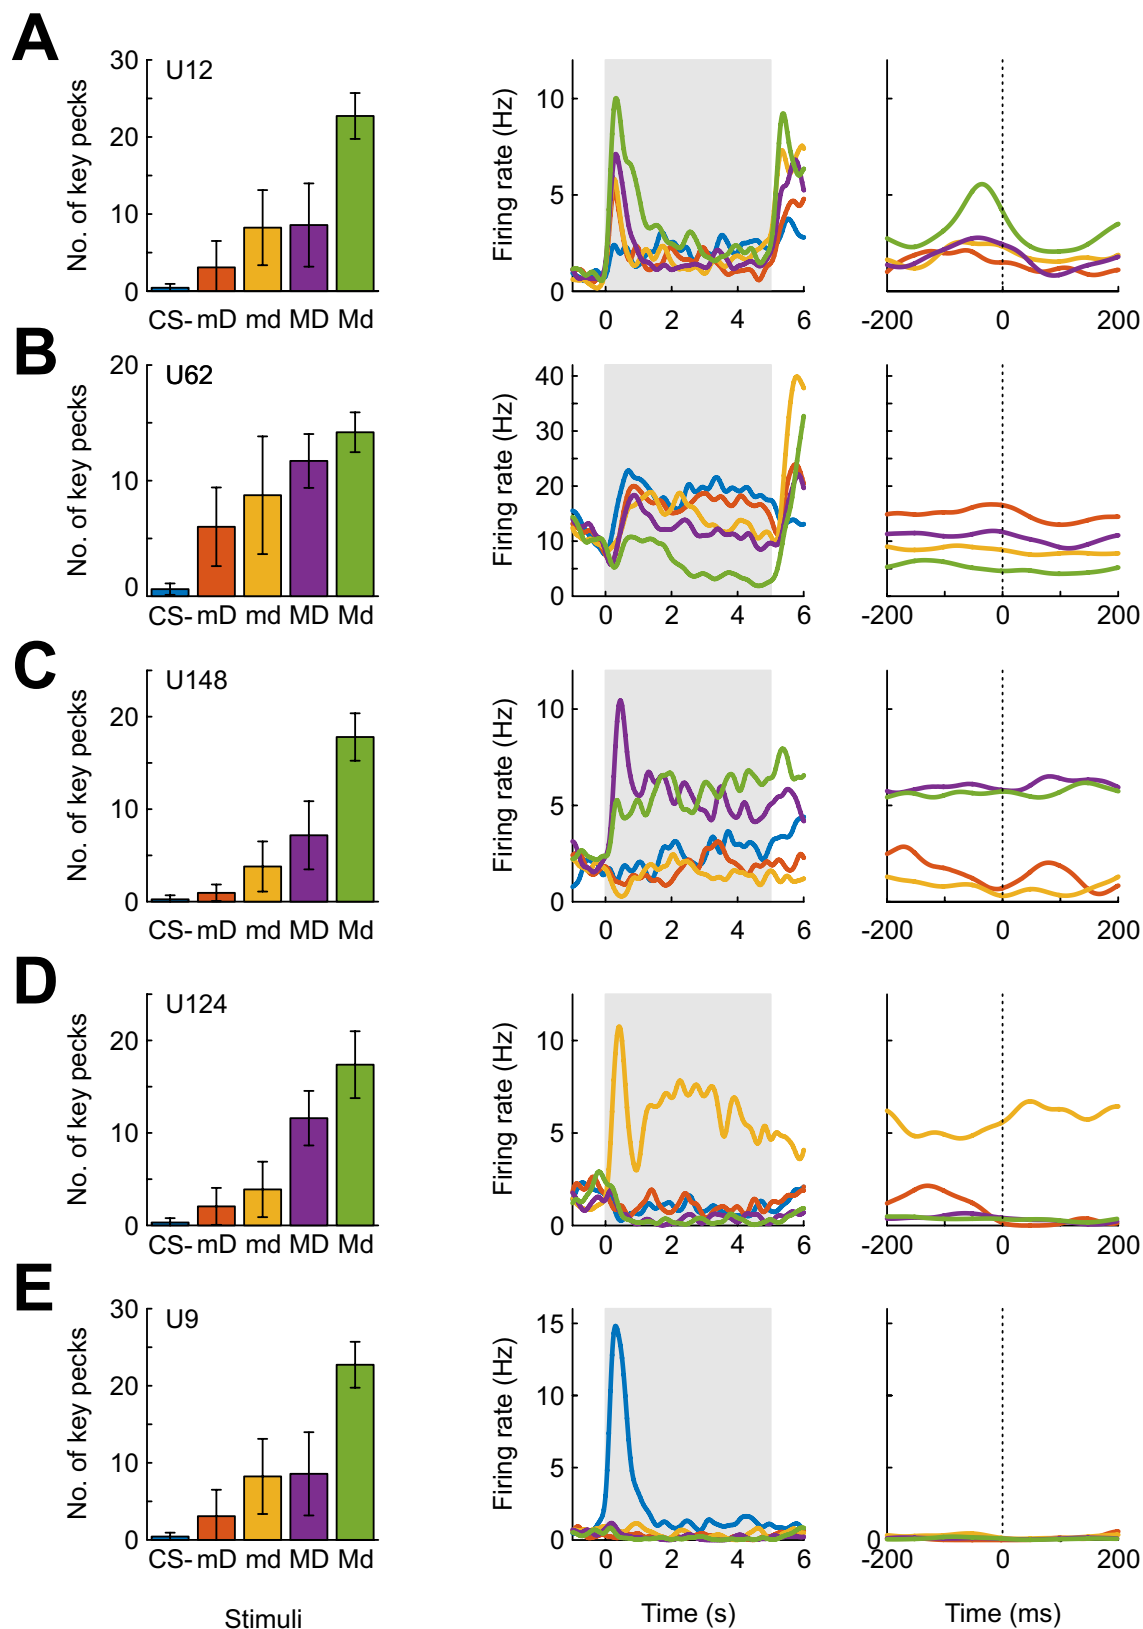 A
U12
No. of key pecks
30
20
10
0
CS- mD md MD Md
Firing rate (Hz)
10
5
0
0 2 4 6
-200 0 200
B
U62
No. of key pecks
20
10
0
CS- mD md MD Md
Firing rate (Hz)
40
30
20
10
0
0 2 4 6
-200 0 200
C
U148
No. of key pecks
20
10
0
CS- mD md MD Md
Firing rate (Hz)
10
5
0
0 2 4 6
-200 0 200
D
U124
No. of key pecks
20
10
0
CS- mD md MD Md
Firing rate (Hz)
10
5
0
0 2 4 6
-200 0 200
E
U9
No. of key pecks
30
20
10
0
CS- mD md MD Md
Stimuli
Firing rate (Hz)
15
10
5
0
0 2 4 6
Time (s)
0
-200 0 200
Time (ms)